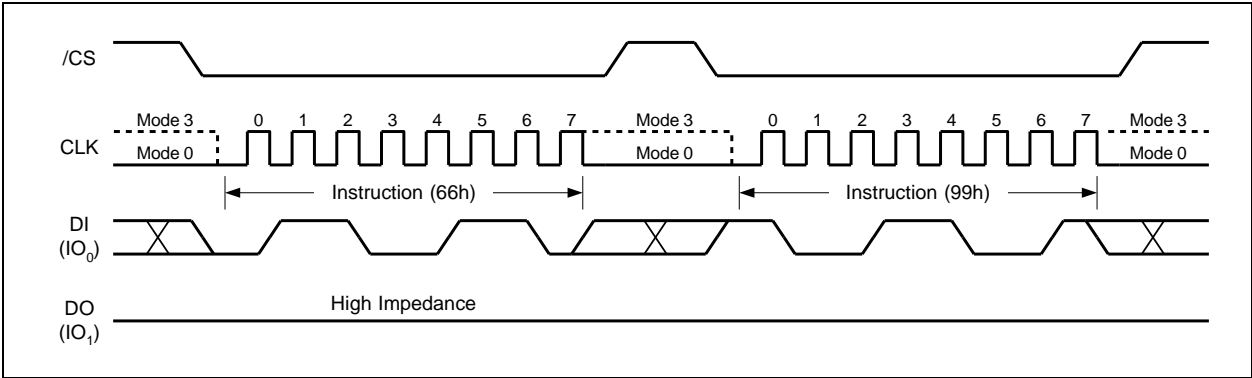 /CS
Mode 3 0 1 2 3 4 5 6 7 Mode 3 0 1 2 3 4 5 6 7 Mode 3
CLK
Mode 0 Mode 0 Mode 0
Instruction (66h) Instruction (99h)
DI
(IO0)
High Impedance
DO
(IO1)